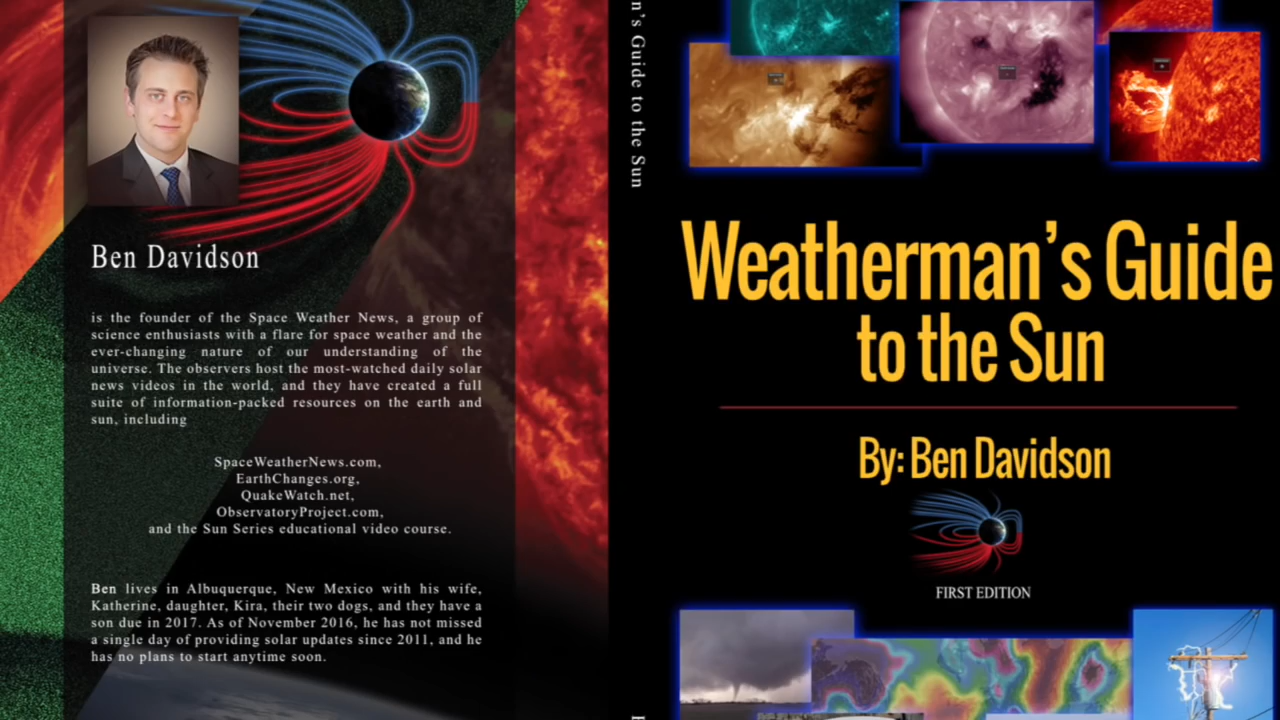 Ben Davidson
is the founder of the Space Weather News, a group of
science enthusiasts with a flare for space weather and the
ever-changing nature of our understanding of the
universe. The observers host the most-watched daily solar
news videos in the world, and they have created a full
suite of information-packed resources on the earth and
sun, including
SpaceWeatherNews.com,
EarthChanges.org,
QuakeWatch.net,
ObservatoryProject.com,
and the Sun Series educational video course.
Ben lives in Albuquerque, New Mexico with his wife,
Katherine, daughter, Kira, their two dogs, and they have a
son due in 2017. As of November 2016, he has not missed
a single day of providing solar updates since 2011, and he
has no plans to start anytime soon.
n's Guide to the Sun
Weatherman's Guide
to the Sun
By: Ben Davidson
FIRST EDITION